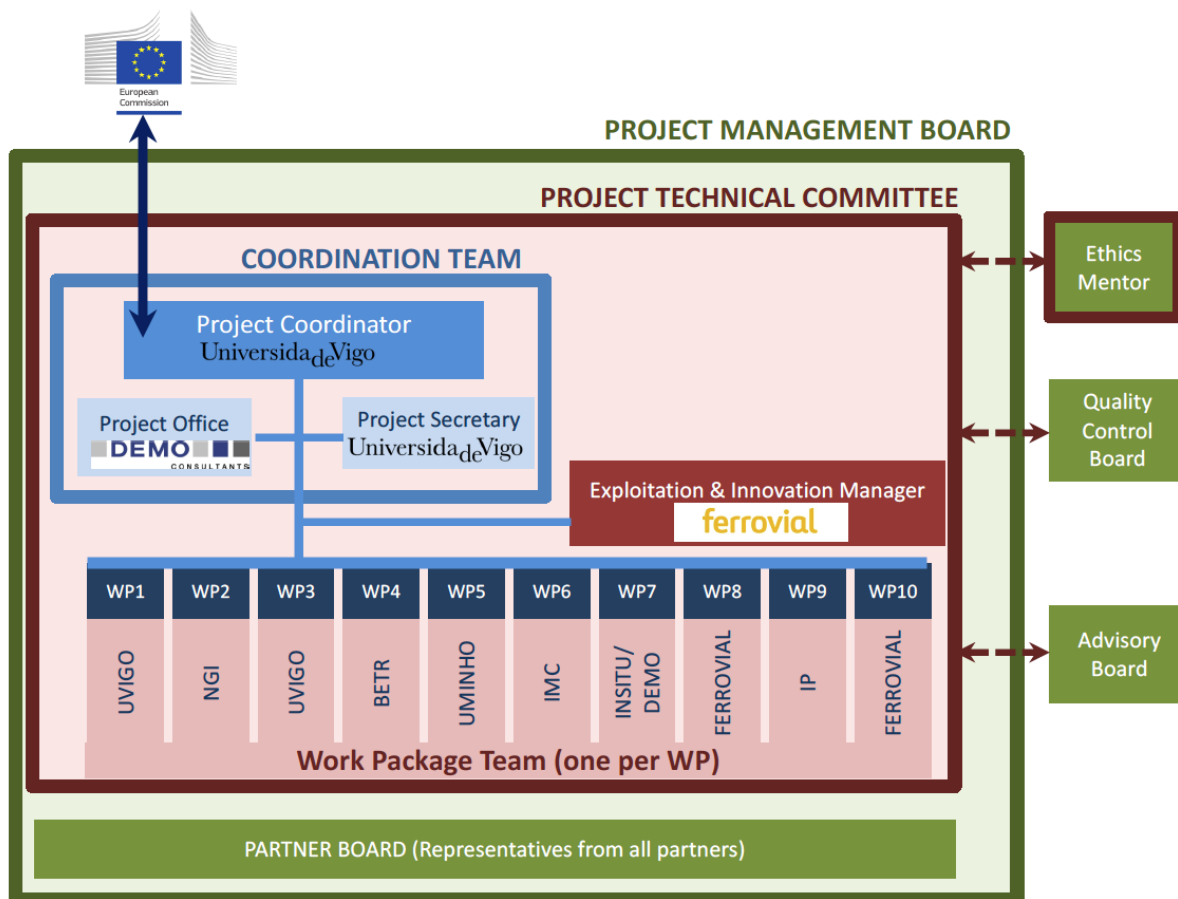 European
Commission
PROJECT MANAGEMENT BOARD
PROJECT TECHNICAL COMMITTEE
COORDINATION TEAM
Project Coordinator
UniversidadeVigo
Project Office
DEMO
CONSULTANTS
Project Secretary
UniversidadeVigo
Exploitation & Innovation Manager
ferrovial
WP1
WP2
WP3
WP4
WP5
WP6
WP7
WP8
WP9
WP10
UVIGO
NGI
UVIGO
BETR
UMINHO
IMC
INSITU/
DEMO
FERROVIAL
IP
FERROVIAL
Work Package Team (one per WP)
PARTNER BOARD (Representatives from all partners)
Ethics
Mentor
Quality
Control
Board
Advisory
Board